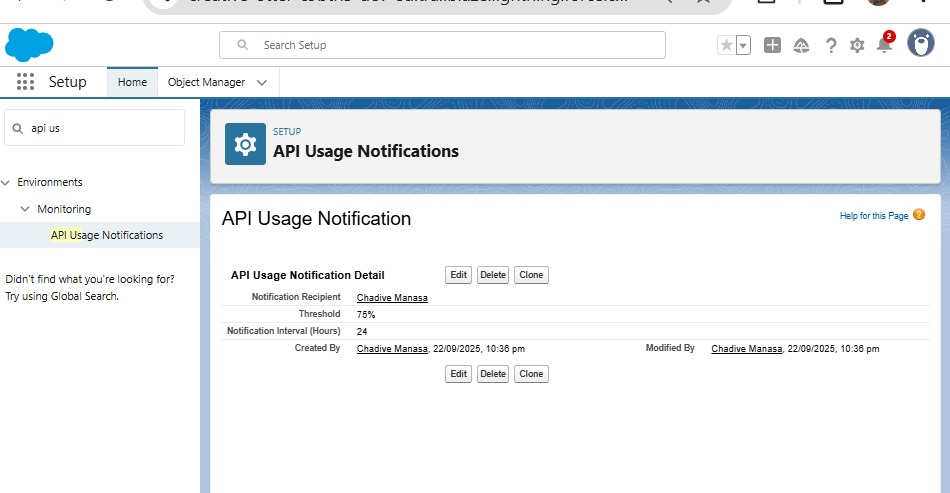 Search Setup
2
Setup
Home
Object Manager
api us
SETUP
API Usage Notifications
Environments
Monitoring
API Usage Notifications
Didn't find what you're looking for?
Try using Global Search.
API Usage Notification
Help for this Page ?
API Usage Notification Detail
Edit Delete Clone
Notification Recipient Chadive Manasa
Threshold 75%
Notification Interval (Hours) 24
Created By Chadive Manasa, 22/09/2025, 10:36 pm
Modified By Chadive Manasa, 22/09/2025, 10:36 pm
Edit Delete Clone